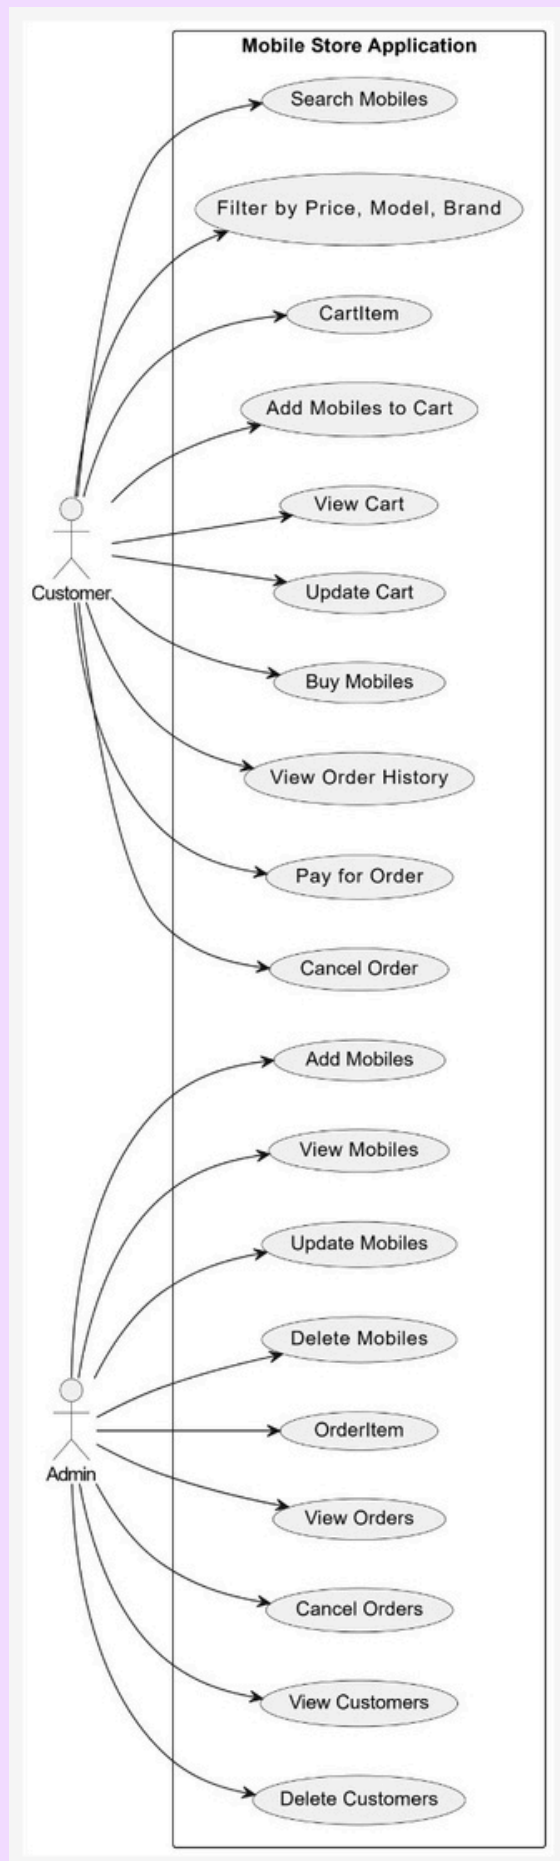 Mobile Store Application
Search Mobiles
Filter by Price, Model, Brand
CartItem
Add Mobiles to Cart
View Cart
Update Cart
Customer
Buy Mobiles
View Order History
Pay for Order
Cancel Order
Add Mobiles
View Mobiles
Update Mobiles
Delete Mobiles
OrderItem
Admin
View Orders
Cancel Orders
View Customers
Delete Customers